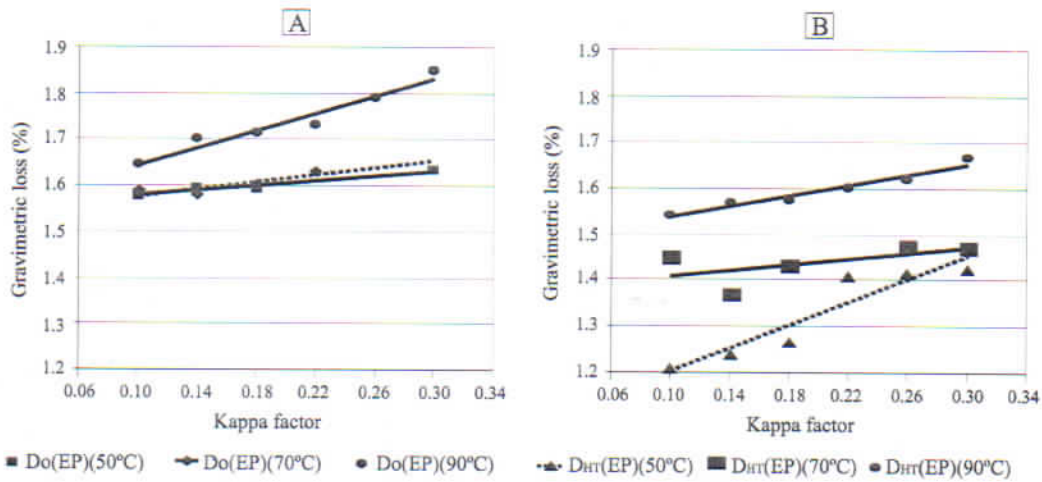 A
Gravimetric loss (%)
1.9
1.8
1.7
1.6
1.5
1.4
1.3
1.2
0.06 0.10 0.14 0.18 0.22 0.26 0.30 0.34
Kappa factor
Do(EP)(50ºC) Do(EP)(70ºC) Do(EP)(90ºC)
B
Gravimetric loss (%)
1.9
1.8
1.7
1.6
1.5
1.4
1.3
1.2
0.06 0.10 0.14 0.18 0.22 0.26 0.30 0.34
Kappa factor
DHT(EP)(50ºC) DHT(EP)(70ºC) DHT(EP)(90ºC)